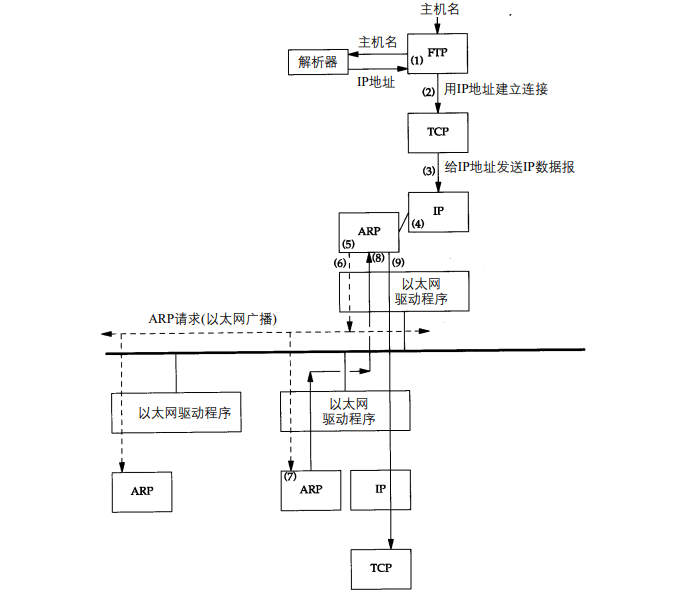 主机名
FTP
(1)
主机名
解析器
IP地址
(2)
用IP地址建立连接
TCP
(3)
给IP地址发送IP数据报
IP
(4)
ARP
(5)
(6)
(8)
(9)
以太网
驱动程序
ARP请求(以太网广播)
以太网驱动程序
以太网
驱动程序
ARP
(7)
ARP
IP
TCP